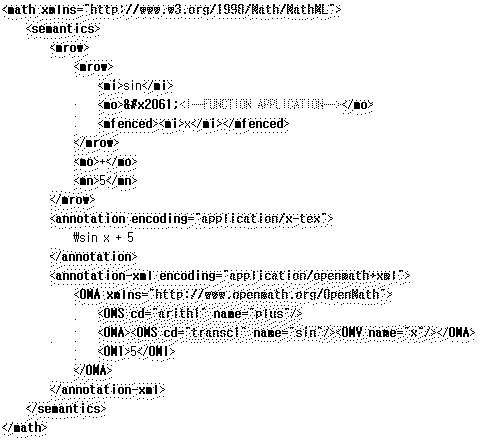 <math xmlns="http://www.w3.org/1998/Math/MathML">
<semantics>
<mrow>
<mrow>
<mi>sin</mi>
<mo>&#x2061;<!--FUNCTION APPLICATION--></mo>
<mfenced><mi>x</mi></mfenced>
</mrow>
<mo>+</mo>
<mn>5</mn>
</mrow>
<annotation encoding="application/x-tex">
₩sin x + 5
</annotation>
<annotation-xml encoding="application/openmath+xml">
<OMA xmlns="http://www.openmath.org/OpenMath">
<OMS cd="arith1" name="plus"/>
<OMA><OMS cd="transc1" name="sin"/><OMV name="x"/></OMA>
<OMI>5</OMI>
</OMA>
</annotation-xml>
</semantics>
</math>